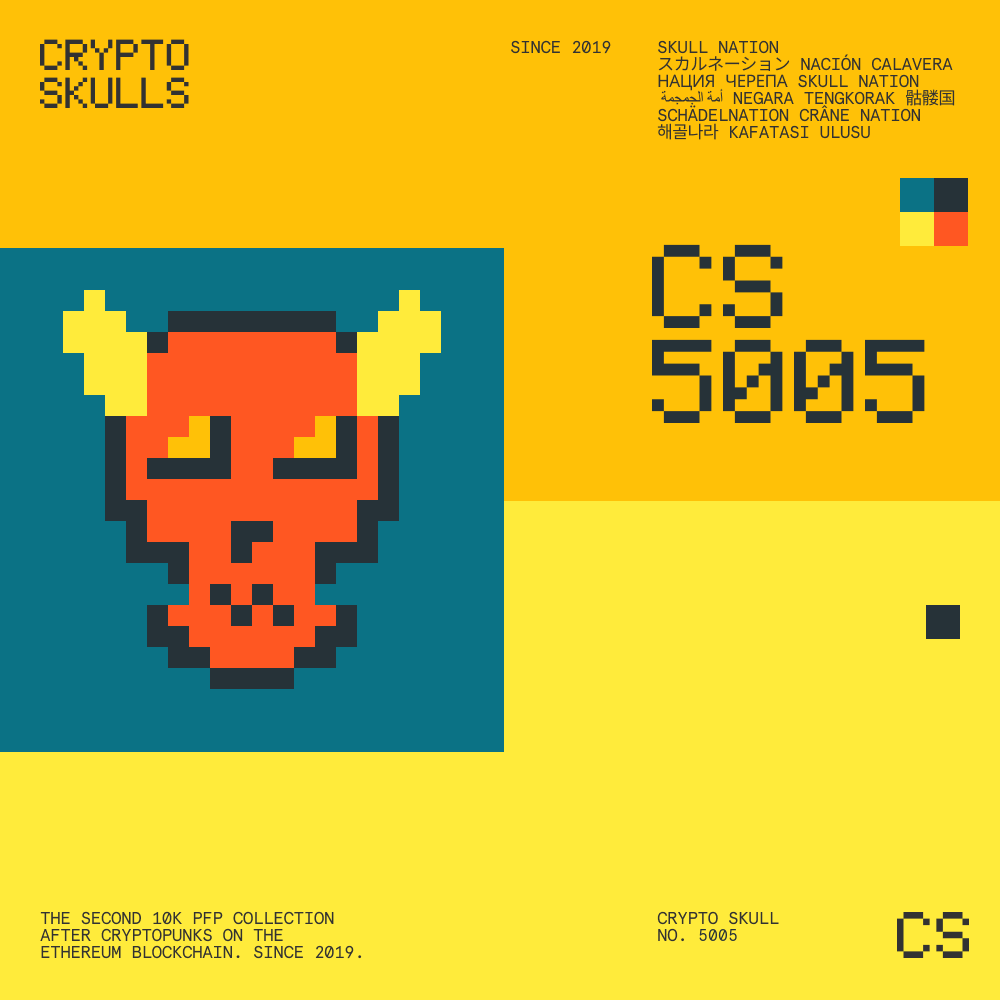 CRYPTO
SKULLS
SINCE 2019
SKULL NATION
スカルネーション NACIÓN CALAVERA
НАЦИЯ ЧЕРЕПА SKULL NATION
أمة الجمجمة NEGARA TENGKORAK 骷髅国
SCHÄDELNATION CRÂNE NATION
해골나라 KAFATASI ULUSU
CS
5005
THE SECOND 10K PFP COLLECTION
AFTER CRYPTOPUNKS ON THE
ETHEREUM BLOCKCHAIN. SINCE 2019.
CRYPTO SKULL
NO. 5005
CS